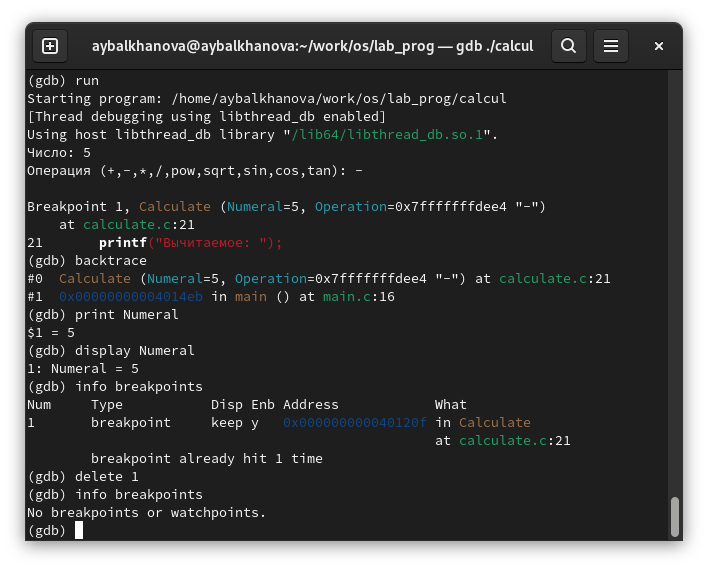 aybalkhanova@aybalkhanova:~/work/os/lab_prog — gdb ./calcul
(gdb) run
Starting program: /home/aybalkhanova/work/os/lab_prog/calcul
[Thread debugging using libthread_db enabled]
Using host libthread_db library "/lib64/libthread_db.so.1".
Число: 5
Операция (+,-,*,/,pow,sqrt,sin,cos,tan): -
Breakpoint 1, Calculate (Numeral=5, Operation=0x7fffffffdee4 "-")
    at calculate.c:21
21       printf("Вычитаемое: ");
(gdb) backtrace
#0  Calculate (Numeral=5, Operation=0x7fffffffdee4 "-") at calculate.c:21
#1  0x00000000004014eb in main () at main.c:16
(gdb) print Numeral
$1 = 5
(gdb) display Numeral
1: Numeral = 5
(gdb) info breakpoints
Num     Type           Disp Enb Address            What
1       breakpoint     keep y   0x000000000040120f in Calculate
                                                   at calculate.c:21
        breakpoint already hit 1 time
(gdb) delete 1
(gdb) info breakpoints
No breakpoints or watchpoints.
(gdb)